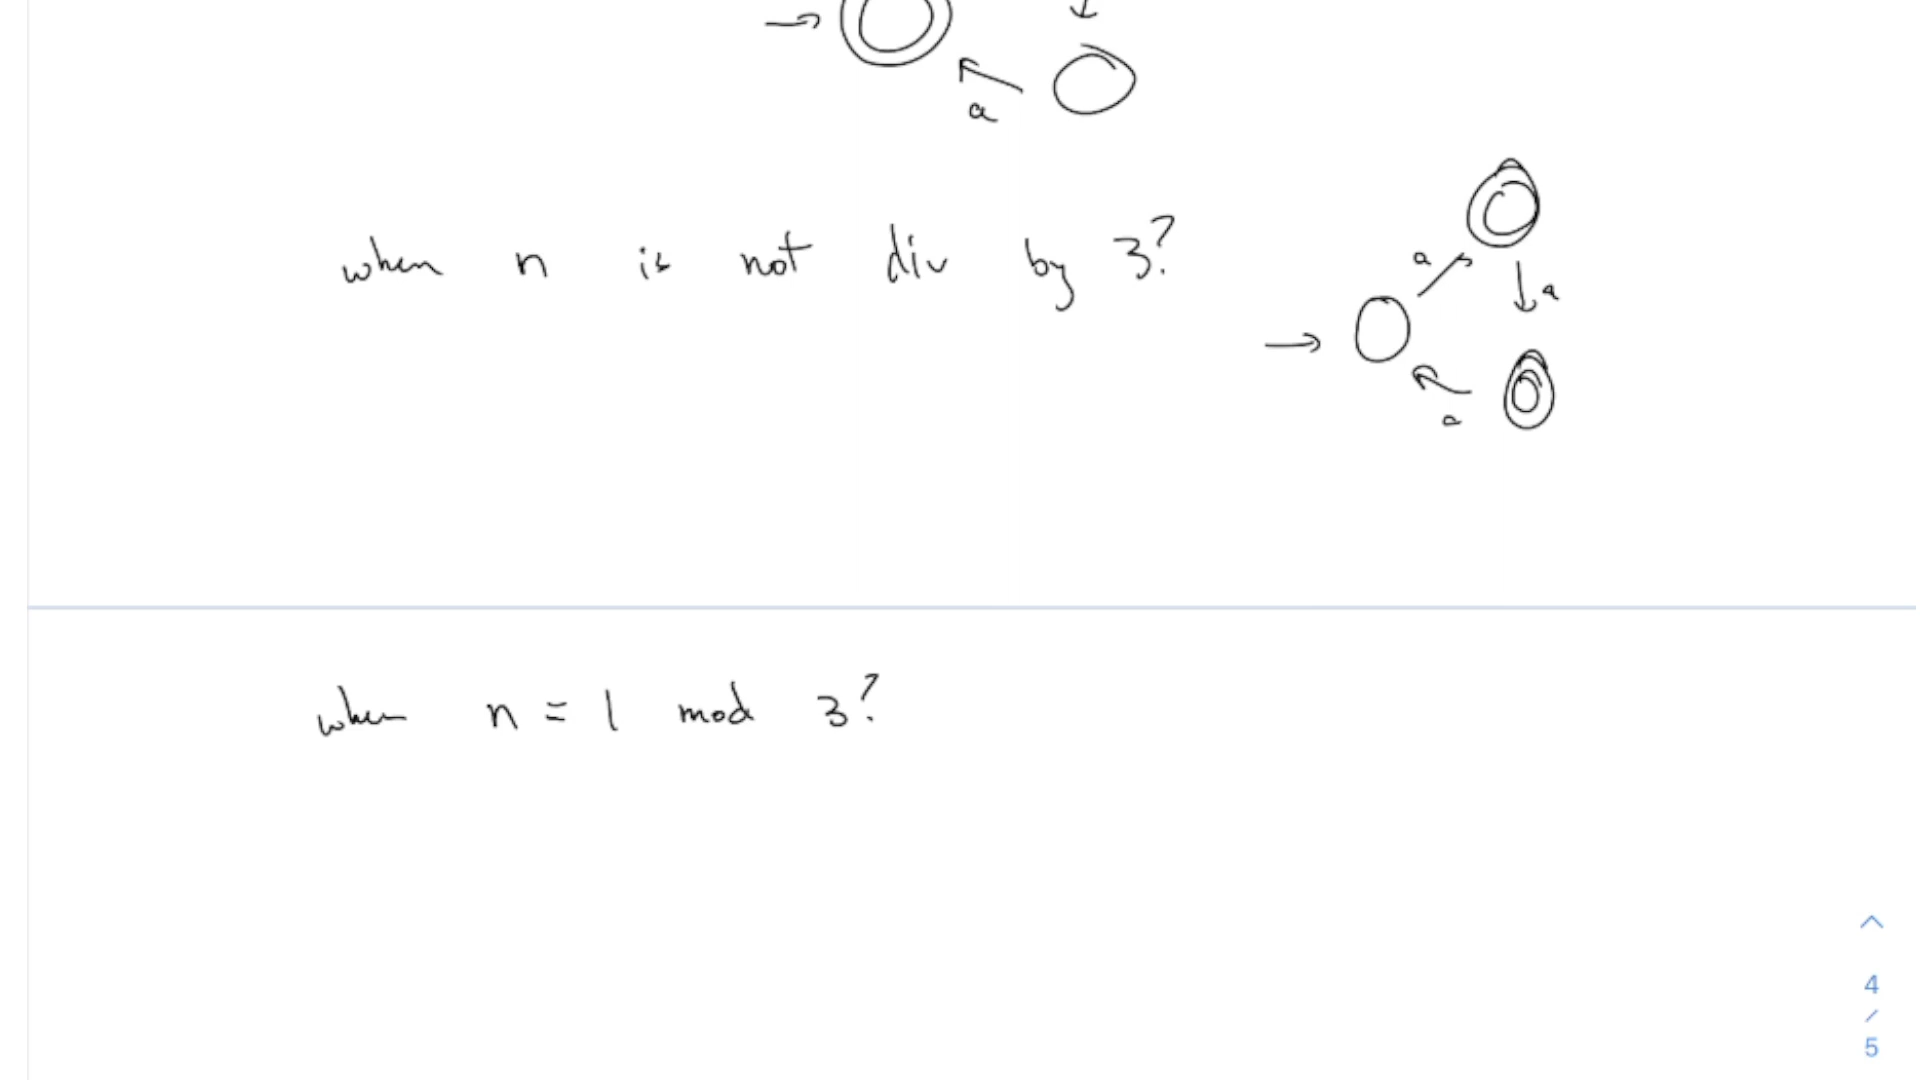 a
when n is not div by 3?
a
a
a
when n = 1 mod 3?
4
/
5